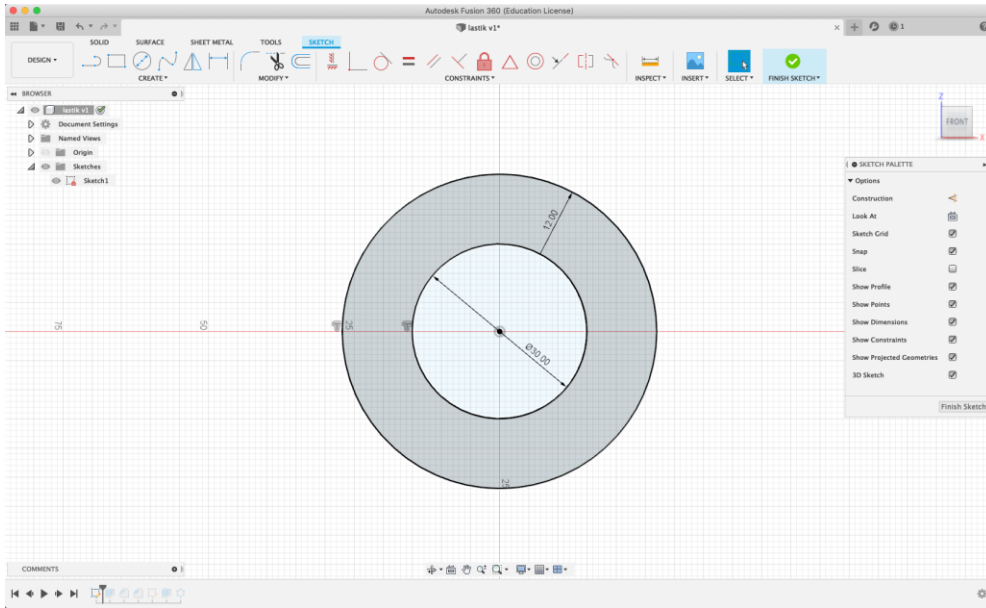 Autodesk Fusion 360 (Education License)
lastik v1*
1
SOLID SURFACE SHEET METAL TOOLS SKETCH
DESIGN
CREATE MODIFY CONSTRAINTS INSPECT INSERT SELECT FINISH SKETCH
BROWSER
lastik v1
Document Settings
Named Views
Origin
Sketches
Sketch1
Z
FRONT
X
SKETCH PALETTE
Options
Construction
Look At
Sketch Grid
Snap
Slice
Show Profile
Show Points
Show Dimensions
Show Constraints
Show Projected Geometries
3D Sketch
Finish Sketch
12.00
75 50 25
Ø30.00
25
COMMENTS